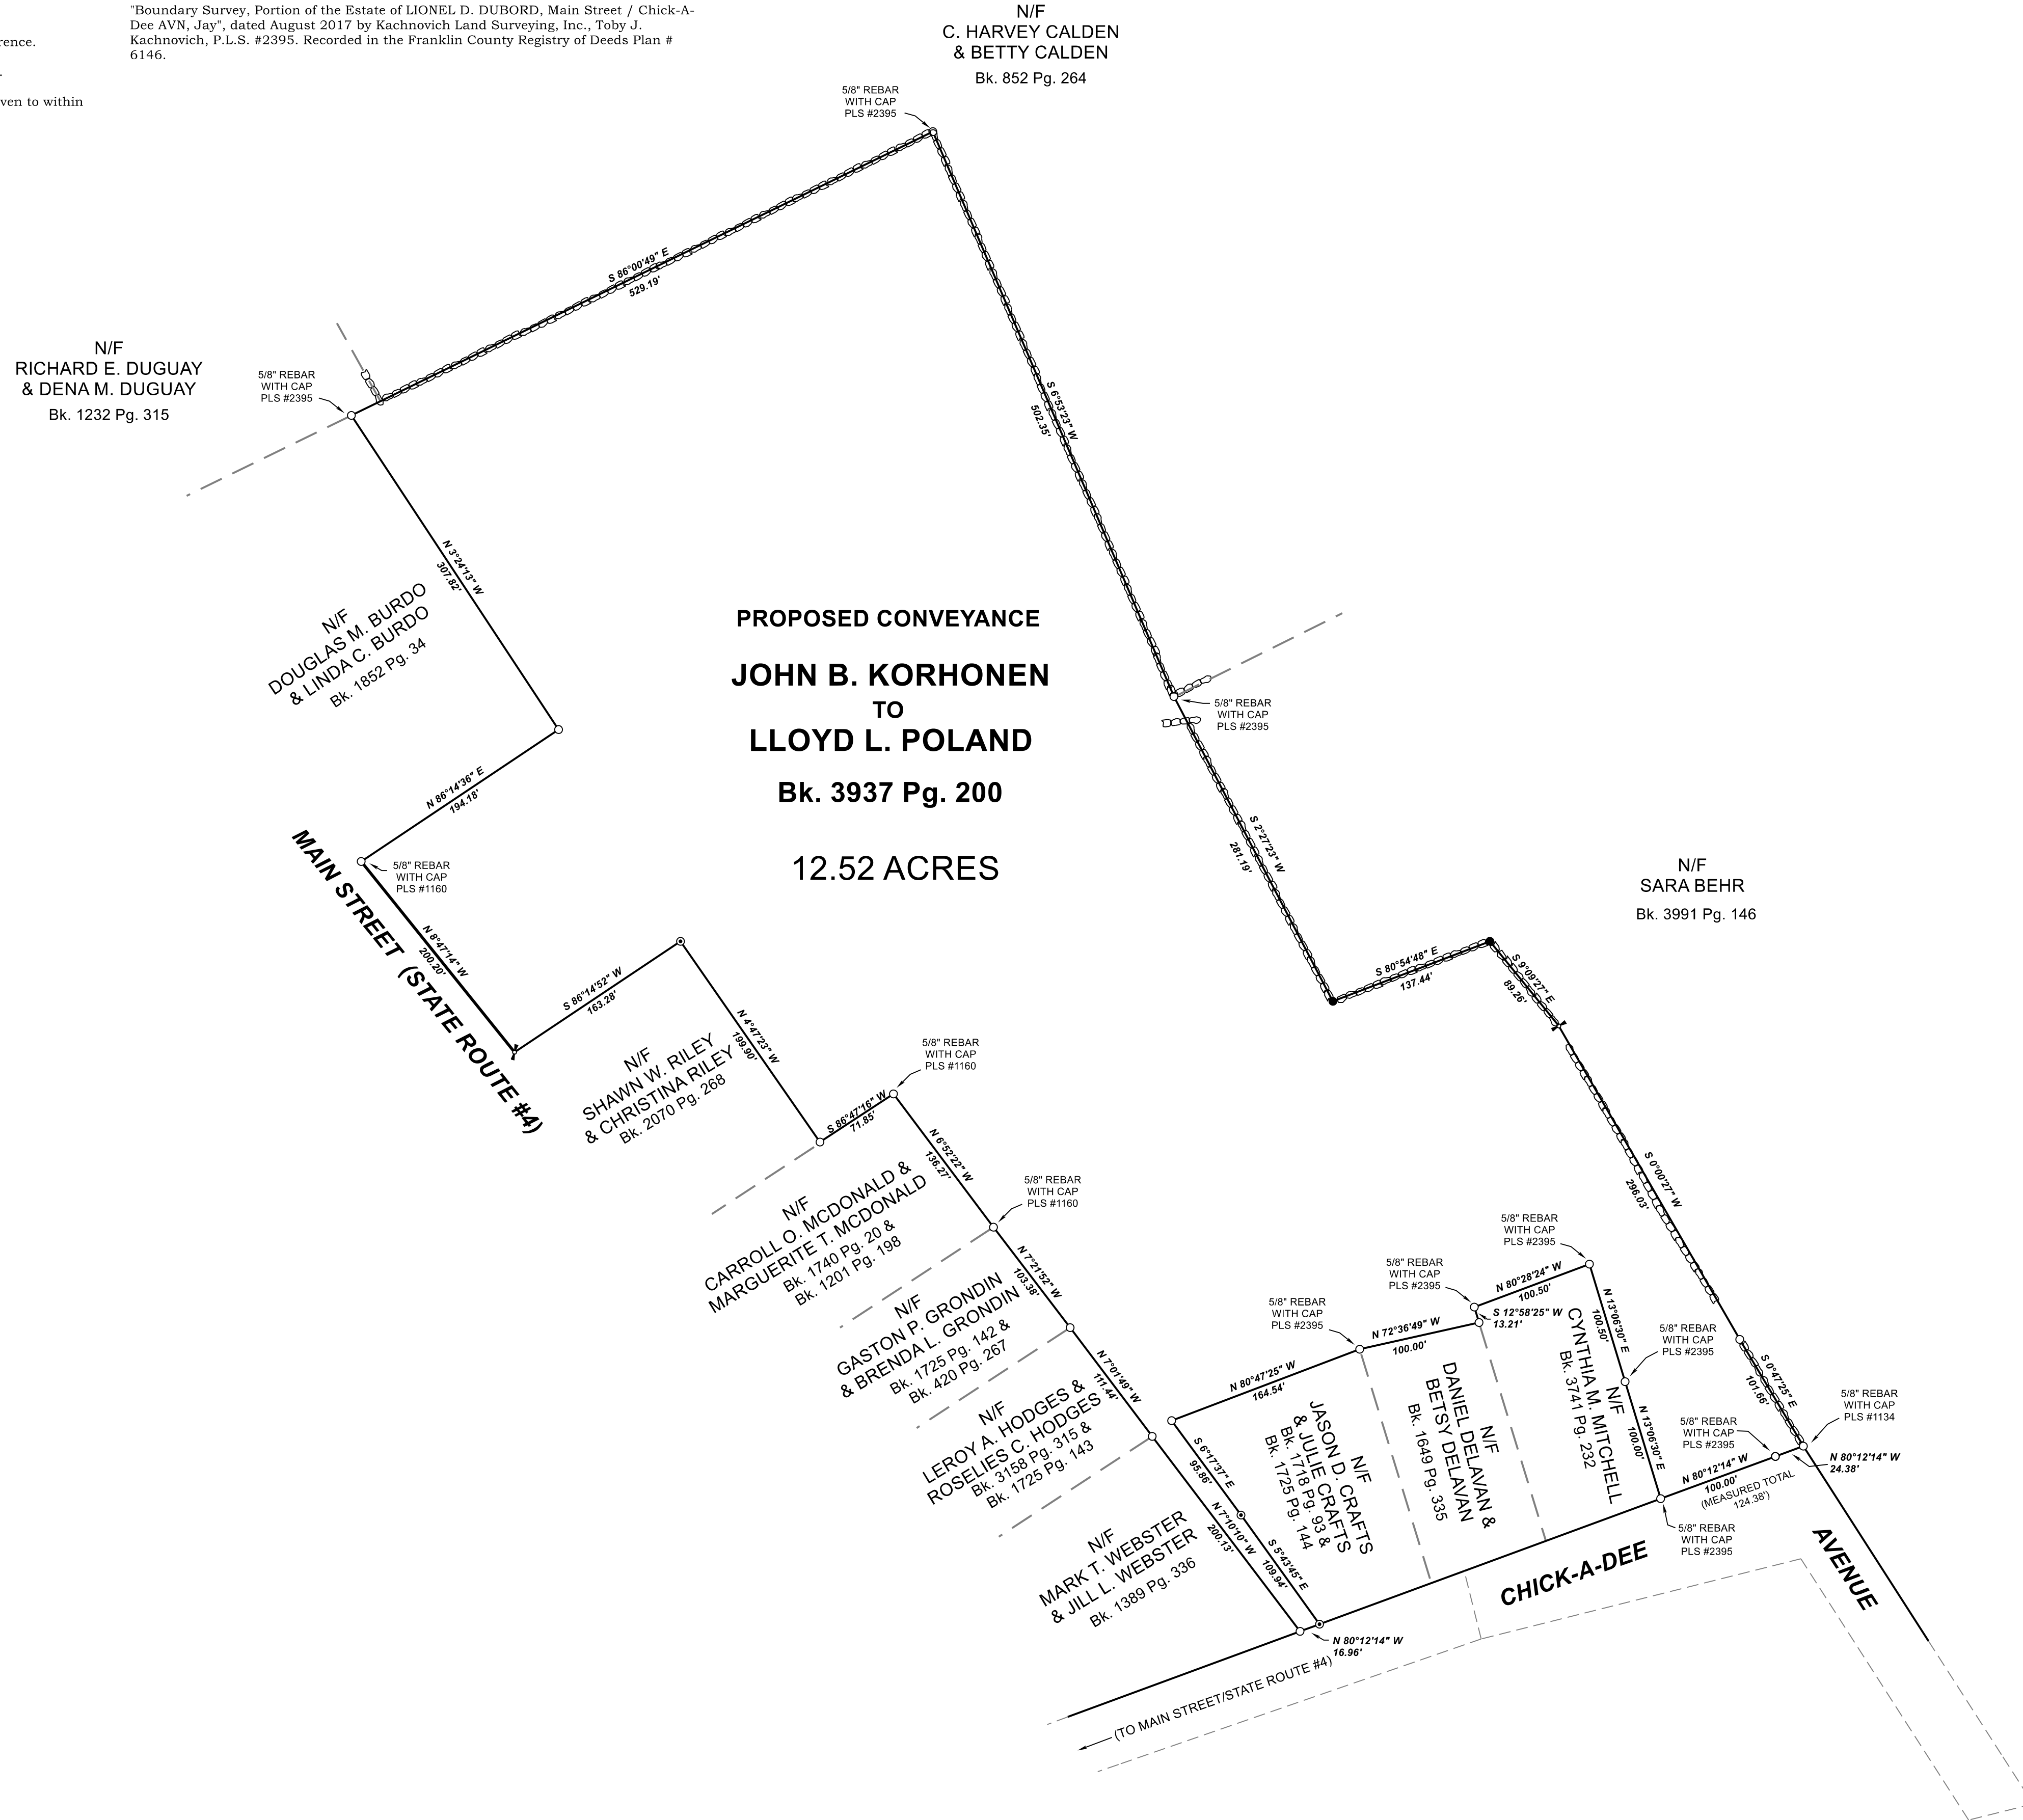 "Boundary Survey, Portion of the Estate of LIONEL D. DUBORD, Main Street / Chick-A-
Dee AVN, Jay", dated August 2017 by Kachnovich Land Surveying, Inc., Toby J.
Kachnovich, P.L.S. #2395. Recorded in the Franklin County Registry of Deeds Plan #
6146.
rence.
.
ven to within
N/F
C. HARVEY CALDEN
& BETTY CALDEN
Bk. 852 Pg. 264
5/8" REBAR
WITH CAP
PLS #2395
S 86°00'49" E
529.19'
N/F
RICHARD E. DUGUAY
& DENA M. DUGUAY
Bk. 1232 Pg. 315
5/8" REBAR
WITH CAP
PLS #2395
S 6°53'23" W
502.35'
N 3°24'13" W
307.82'
N/F
DOUGLAS M. BURDO
& LINDA C. BURDO
Bk. 1852 Pg. 34
PROPOSED CONVEYANCE
JOHN B. KORHONEN
TO
LLOYD L. POLAND
Bk. 3937 Pg. 200
12.52 ACRES
5/8" REBAR
WITH CAP
PLS #2395
N 86°14'36" E
194.18'
S 2°27'23" W
281.19'
N/F
SARA BEHR
Bk. 3991 Pg. 146
5/8" REBAR
WITH CAP
PLS #1160
MAIN STREET (STATE ROUTE #4)
N 8°47'14" W
200.20'
S 86°14'52" W
163.28'
S 80°54'48" E
137.44'
S 9°09'27" E
89.26'
N/F
SHAWN W. RILEY
& CHRISTINA RILEY
Bk. 2070 Pg. 268
N 4°47'23" W
199.90'
5/8" REBAR
WITH CAP
PLS #1160
S 86°47'16" W
71.85'
N 6°52'22" W
136.27'
5/8" REBAR
WITH CAP
PLS #1160
S 0°00'27" W
296.03'
N/F
CARROLL O. MCDONALD &
MARGUERITE T. MCDONALD
Bk. 1740 Pg. 20 &
Bk. 1201 Pg. 198
N 7°21'52" W
103.38'
N/F
GASTON P. GRONDIN
& BRENDA L. GRONDIN
Bk. 1725 Pg. 142 &
Bk. 420 Pg. 267
5/8" REBAR
WITH CAP
PLS #2395
5/8" REBAR
WITH CAP
PLS #2395
5/8" REBAR
WITH CAP
PLS #2395
N 80°28'24" W
100.50'
S 12°58'25" W
13.21'
N 72°36'49" W
100.00'
N 13°06'30" E
100.50'
5/8" REBAR
WITH CAP
PLS #2395
N 7°01'49" W
111.44'
N 80°47'25" W
164.54'
S 0°47'25" E
101.66'
N/F
LEROY A. HODGES &
ROSELIES C. HODGES
Bk. 3158 Pg. 315 &
Bk. 1725 Pg. 143
S 6°17'37" E
95.86'
N/F
JASON D. CRAFTS
& JULIE CRAFTS
Bk. 1718 Pg. 93 &
Bk. 1725 Pg. 144
N/F
DANIEL DELAVAN &
BETSY DELAVAN
Bk. 1649 Pg. 335
N/F
CYNTHIA M. MITCHELL
Bk. 3741 Pg. 232
N 13°06'30" E
100.00'
5/8" REBAR
WITH CAP
PLS #2395
5/8" REBAR
WITH CAP
PLS #1134
N 80°12'14" W
24.38'
N 80°12'14" W
100.00'
(MEASURED TOTAL
124.38')
5/8" REBAR
WITH CAP
PLS #2395
N 7°10'10" W
200.13'
S 5°43'45" E
109.94'
N/F
MARK T. WEBSTER
& JILL L. WEBSTER
Bk. 1389 Pg. 336
CHICK-A-DEE
AVENUE
N 80°12'14" W
16.96'
(TO MAIN STREET/STATE ROUTE #4)